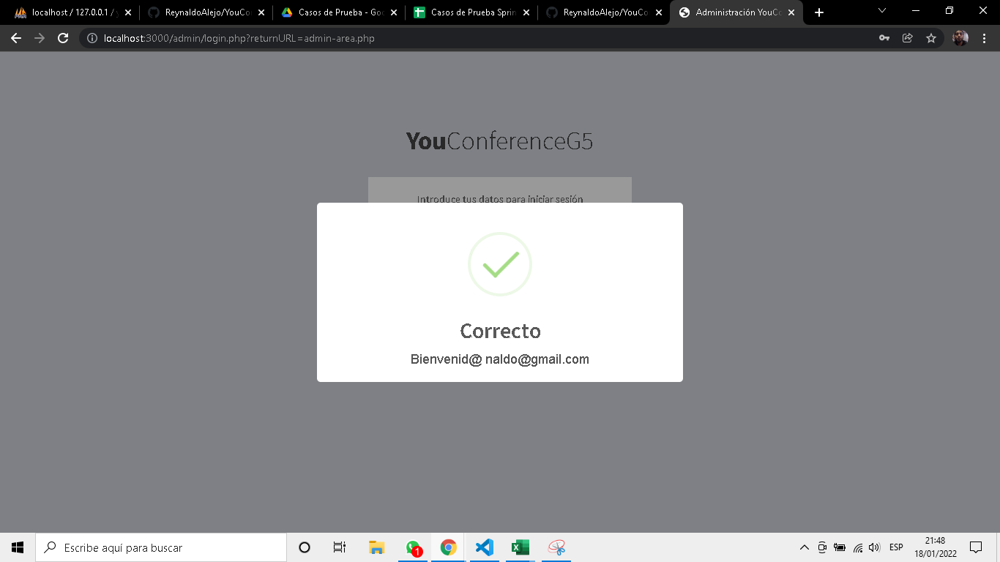 localhost / 127.0.0.1 / y
ReynaldoAlejo/YouCo
Casos de Prueba - Goo
Casos de Prueba Sprin
ReynaldoAlejo/YouCo
Administración YouCo
localhost:3000/admin/login.php?returnURL=admin-area.php
YouConferenceG5
Introduce tus datos para iniciar sesión
Correcto
Bienvenid@ naldo@gmail.com
Escribe aquí para buscar
1
ESP
21:48
18/01/2022